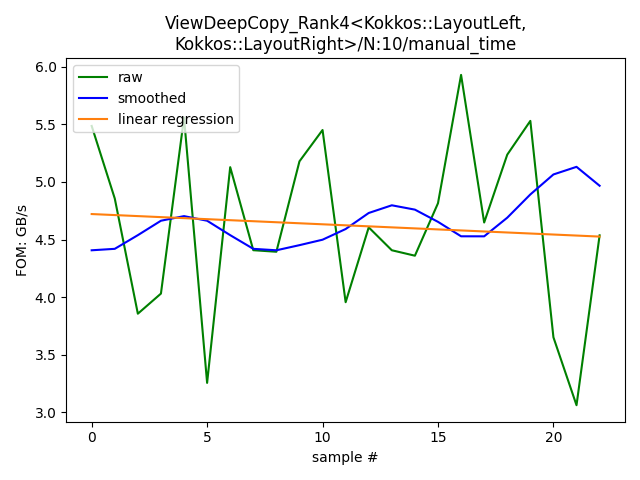 ViewDeepCopy_Rank4<Kokkos::LayoutLeft,
Kokkos::LayoutRight>/N:10/manual_time
raw
smoothed
linear regression
FOM: GB/s
6.0
5.5
5.0
4.5
4.0
3.5
3.0
0 5 10 15 20
sample #